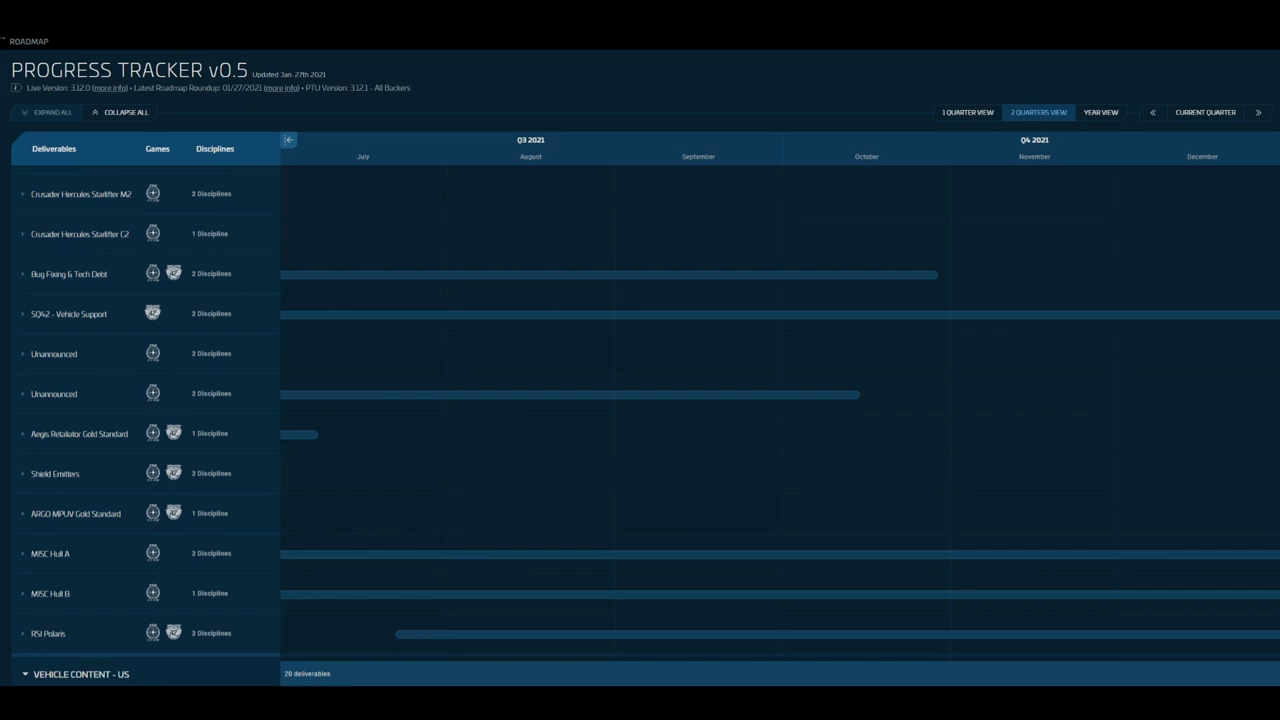 ROADMAP
PROGRESS TRACKER v0.5 Updated Jan. 27th 2021
Live Version: 3.12.0 (more info) • Latest Roadmap Roundup: 01/27/2021 (more info) • PTU Version: 3.12.1 - All Backers
EXPAND ALL COLLAPSE ALL 1 QUARTER VIEW 2 QUARTERS VIEW YEAR VIEW CURRENT QUARTER
Q3 2021 Q4 2021
Deliverables Games Disciplines
July August September October November December
Crusader Hercules Starlifter M2 2 Disciplines
Crusader Hercules Starlifter C2 1 Discipline
Bug Fixing & Tech Debt 2 Disciplines
SQ42 - Vehicle Support 2 Disciplines
Unannounced 2 Disciplines
Unannounced 2 Disciplines
Aegis Retaliator Gold Standard 1 Discipline
Shield Emitters 2 Disciplines
ARGO MPUV Gold Standard 1 Discipline
MISC Hull A 2 Disciplines
MISC Hull B 1 Discipline
RSI Polaris 2 Disciplines
VEHICLE CONTENT - US 20 deliverables